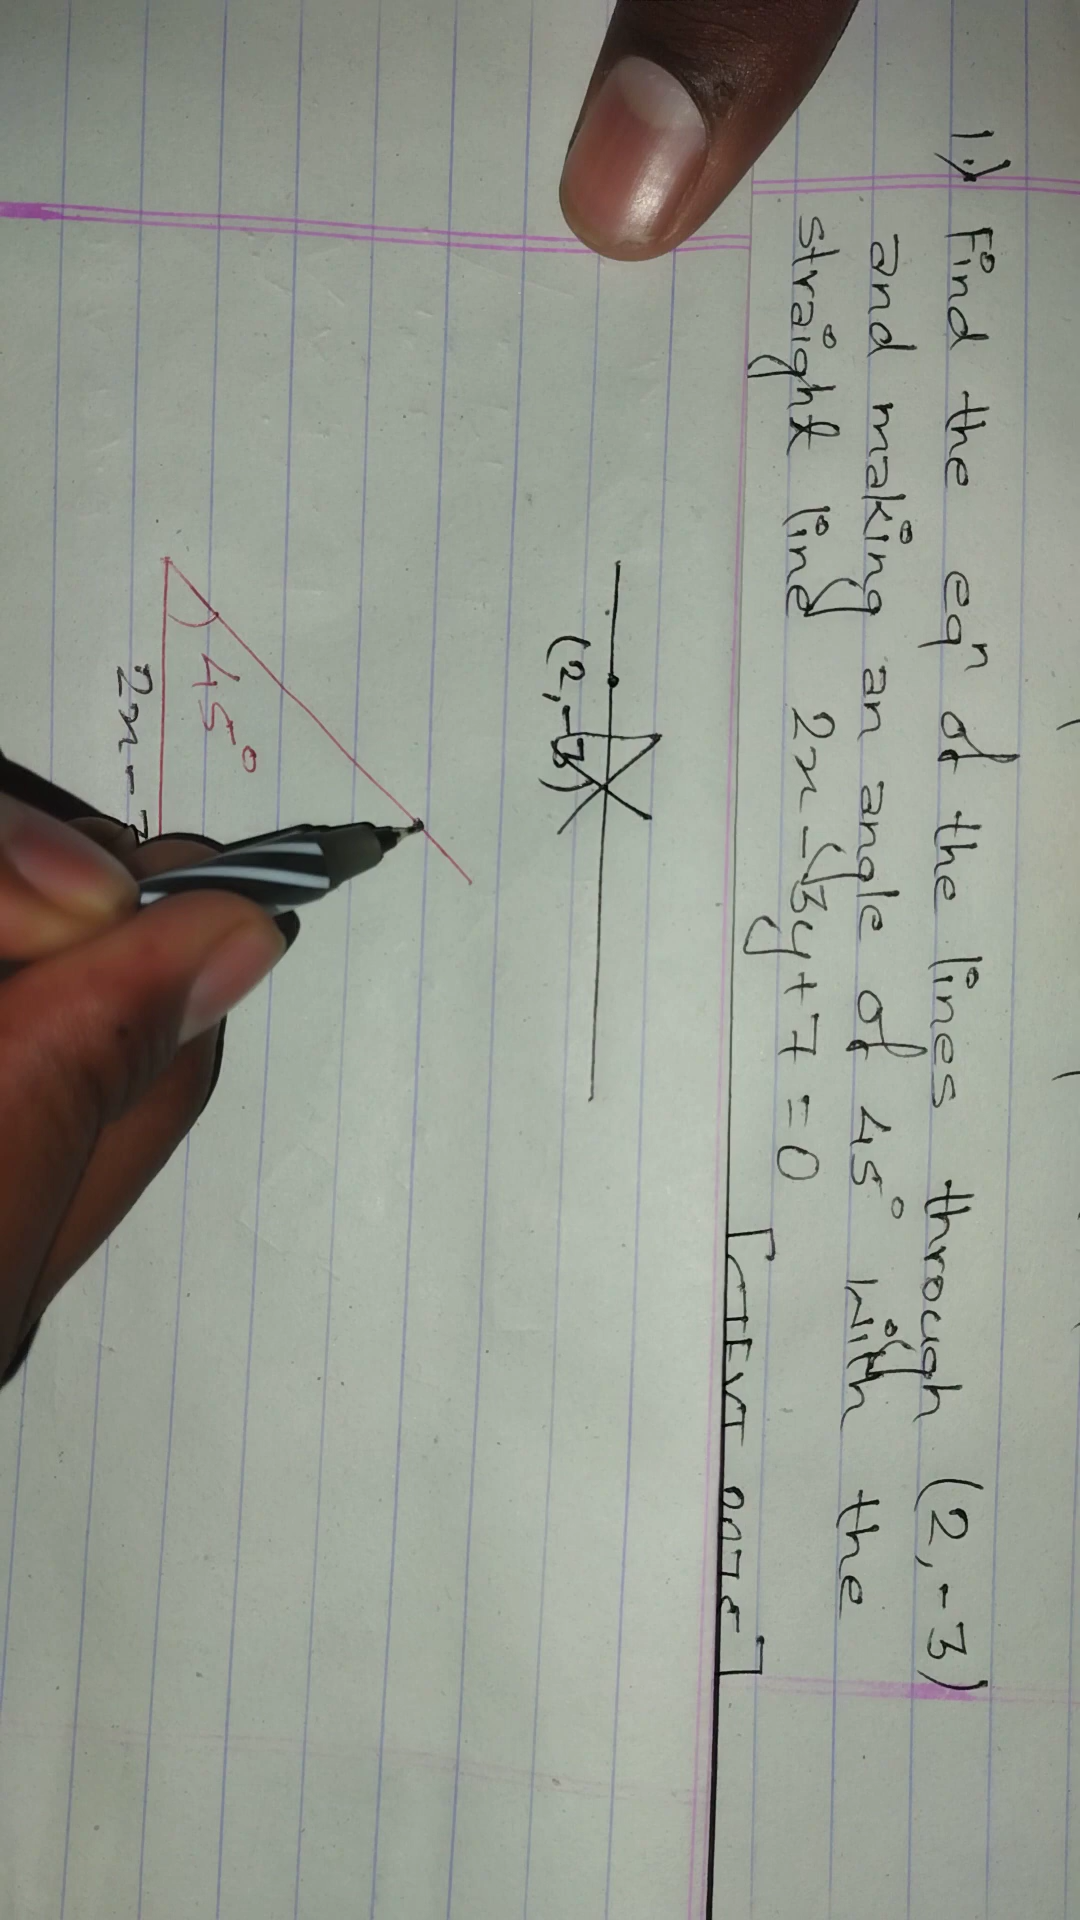 1.) Find the eqⁿ of the lines through (2,-3)
and making an angle of 45° with the
straight line 2x-3y+7=0
(2,-3)
45°
2x-